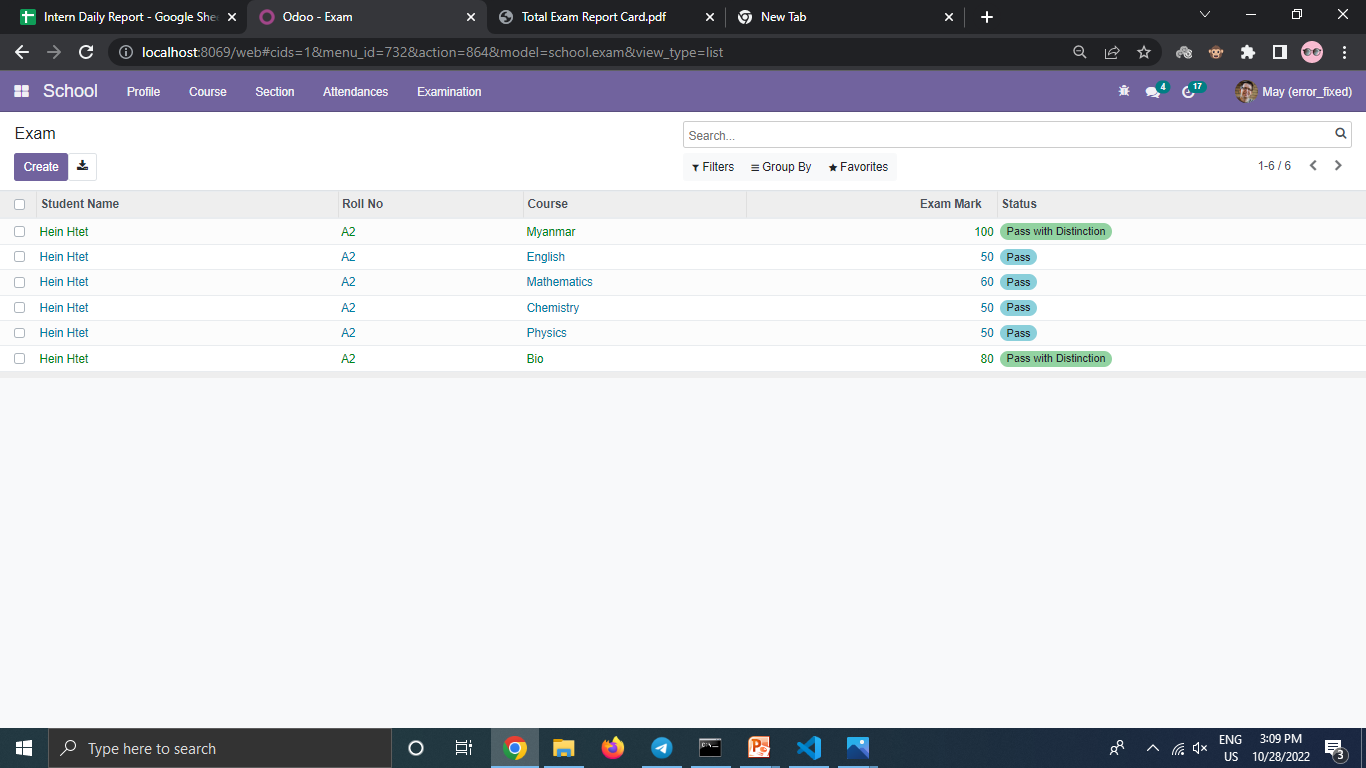 Intern Daily Report - Google She
Odoo - Exam
Total Exam Report Card.pdf
New Tab
localhost:8069/web#cids=1&menu_id=732&action=864&model=school.exam&view_type=list
School Profile Course Section Attendances Examination 4 17 May (error_fixed)
Exam
Search...
Create
Filters Group By Favorites 1-6 / 6
Student Name Roll No Course Exam Mark Status
Hein Htet A2 Myanmar 100 Pass with Distinction
Hein Htet A2 English 50 Pass
Hein Htet A2 Mathematics 60 Pass
Hein Htet A2 Chemistry 50 Pass
Hein Htet A2 Physics 50 Pass
Hein Htet A2 Bio 80 Pass with Distinction
Type here to search
ENG
US
3:09 PM
10/28/2022
3